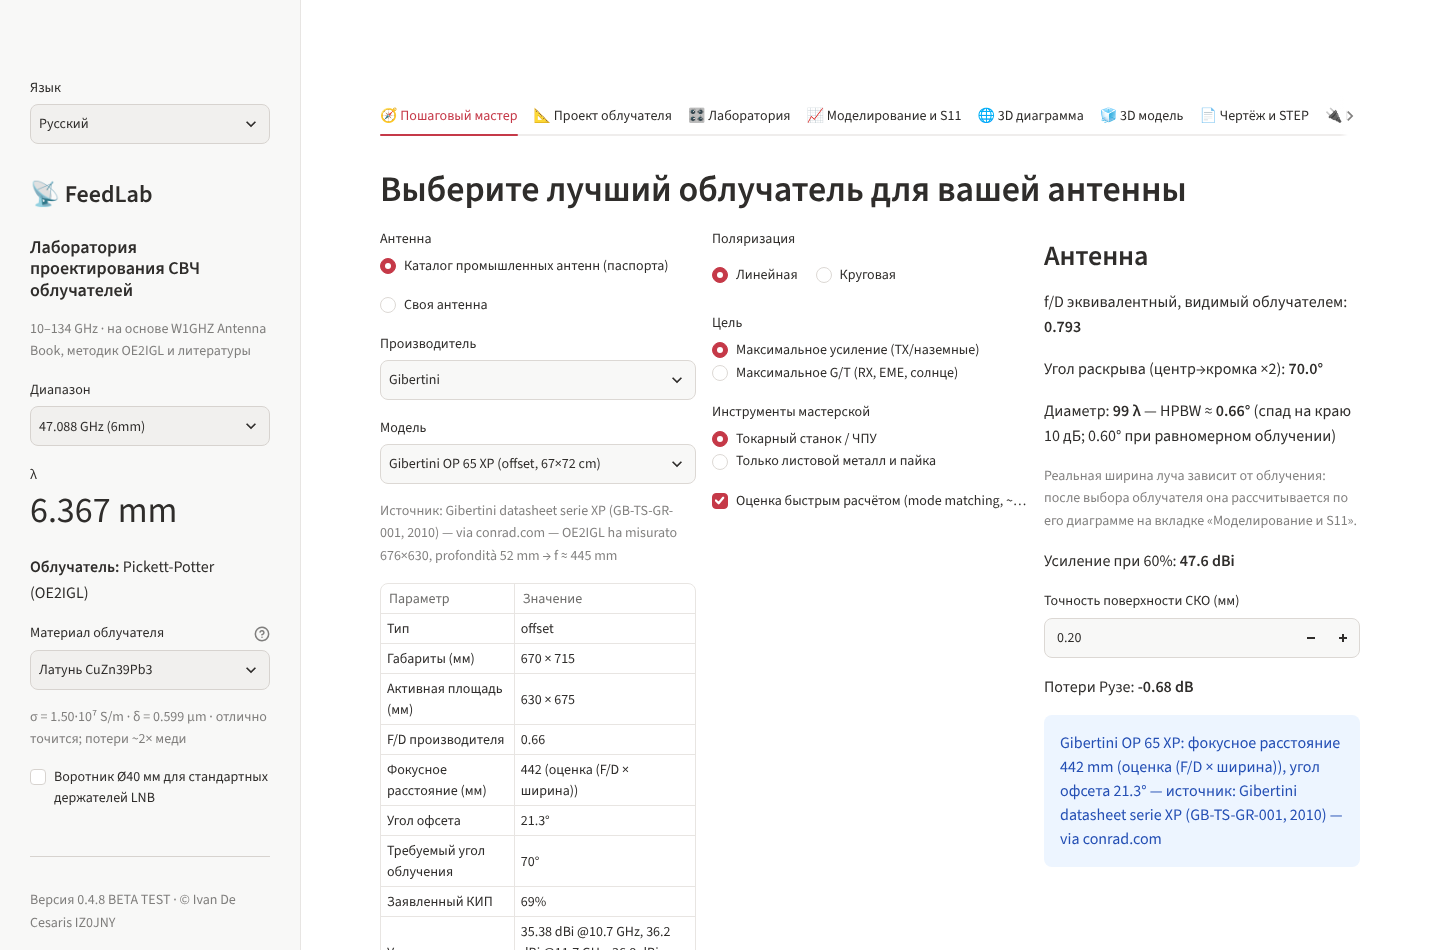 Язык
Русский
📡 FeedLab
Лаборатория
проектирования СВЧ
облучателей
10–134 GHz · на основе W1GHZ Antenna
Book, методик OE2IGL и литературы
Диапазон
47.088 GHz (6mm)
λ
6.367 mm
Облучатель: Pickett-Potter
(OE2IGL)
Материал облучателя
Латунь CuZn39Pb3
σ = 1.50·10⁷ S/m · δ = 0.599 µm · отлично
точится; потери ~2× меди
Воротник Ø40 мм для стандартных
держателей LNB
Версия 0.4.8 BETA TEST · © Ivan De
Cesaris IZ0JNY
🧭 Пошаговый мастер 📐 Проект облучателя 🎛️ Лаборатория 📈 Моделирование и S11 🌐 3D диаграмма 🧊 3D модель 📄 Чертёж и STEP 🔌
Выберите лучший облучатель для вашей антенны
Антенна
Каталог промышленных антенн (паспорта)
Своя антенна
Производитель
Gibertini
Модель
Gibertini OP 65 XP (offset, 67×72 cm)
Источник: Gibertini datasheet serie XP (GB-TS-GR-
001, 2010) — via conrad.com — OE2IGL ha misurato
676×630, profondità 52 mm → f ≈ 445 mm
Параметр Значение
Тип offset
Габариты (мм) 670 × 715
Активная площадь (мм) 630 × 675
F/D производителя 0.66
Фокусное расстояние (мм) 442 (оценка (F/D × ширина))
Угол офсета 21.3°
Требуемый угол облучения 70°
Заявленный КИП 69%
35.38 dBi @10.7 GHz, 36.2
Поляризация
Линейная Круговая
Цель
Максимальное усиление (TX/наземные)
Максимальное G/T (RX, EME, солнце)
Инструменты мастерской
Токарный станок / ЧПУ
Только листовой металл и пайка
Оценка быстрым расчётом (mode matching, ~…
Антенна
f/D эквивалентный, видимый облучателем:
0.793
Угол раскрыва (центр→кромка ×2): 70.0°
Диаметр: 99 λ — HPBW ≈ 0.66° (спад на краю
10 дБ; 0.60° при равномерном облучении)
Реальная ширина луча зависит от облучения:
после выбора облучателя она рассчитывается по
его диаграмме на вкладке «Моделирование и S11».
Усиление при 60%: 47.6 dBi
Точность поверхности СКО (мм)
0.20
Потери Рузе: -0.68 dB
Gibertini OP 65 XP: фокусное расстояние
442 mm (оценка (F/D × ширина)), угол
офсета 21.3° — источник: Gibertini
datasheet serie XP (GB-TS-GR-001, 2010) —
via conrad.com